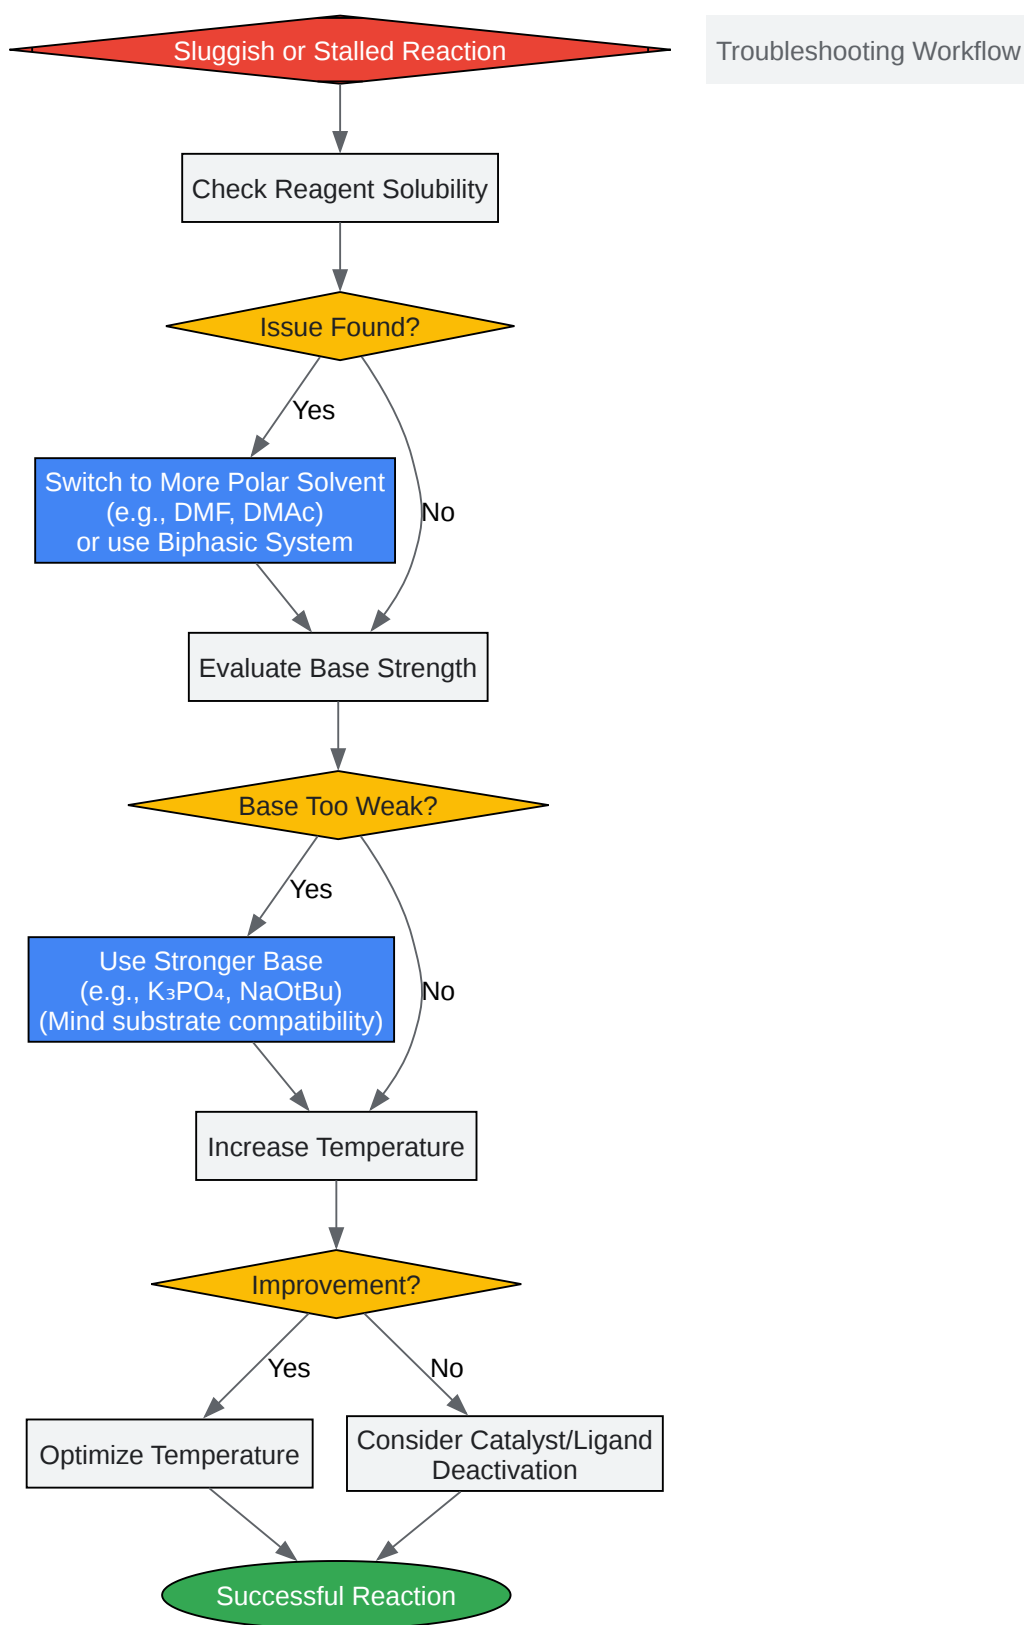 Sluggish or Stalled Reaction
Troubleshooting Workflow
Check Reagent Solubility
Issue Found?
Yes
Switch to More Polar Solvent
(e.g., DMF, DMAc)
or use Biphasic System
No
Evaluate Base Strength
Base Too Weak?
Yes
Use Stronger Base
(e.g., K₃PO₄, NaOtBu)
(Mind substrate compatibility)
No
Increase Temperature
Improvement?
Yes
No
Optimize Temperature
Consider Catalyst/Ligand
Deactivation
Successful Reaction